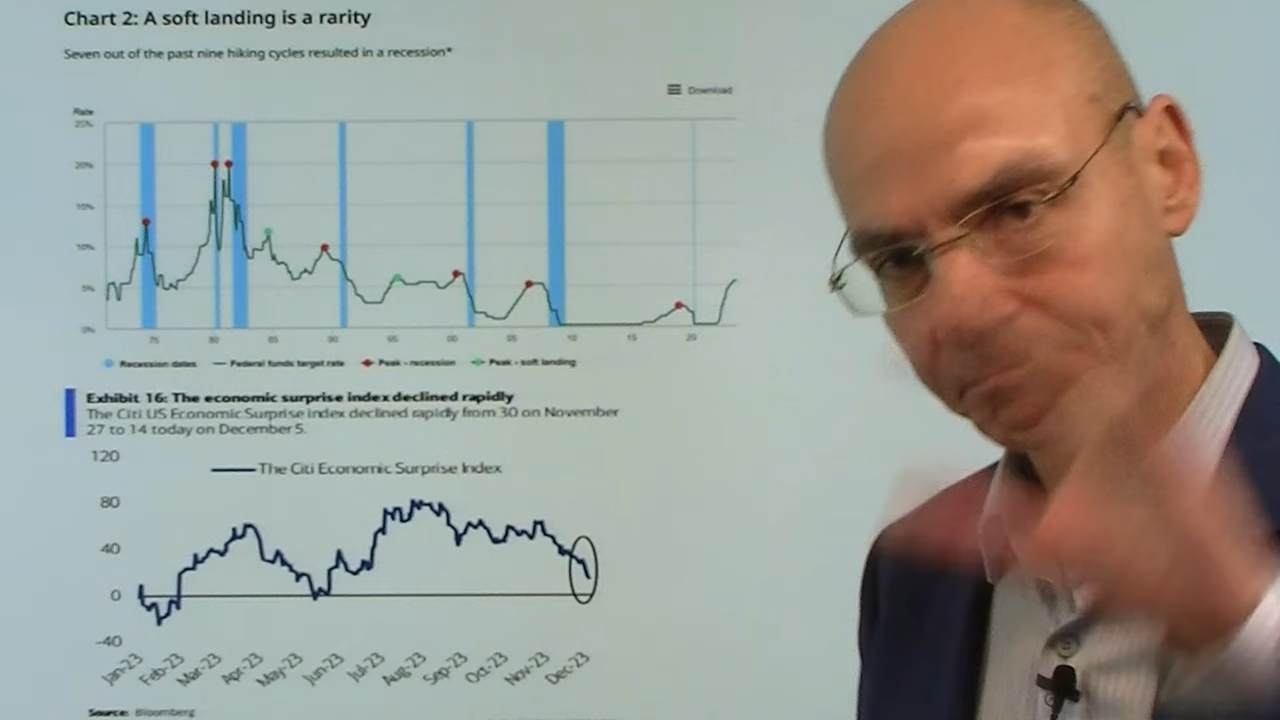 Chart 2: A soft landing is a rarity
Seven out of the past nine hiking cycles resulted in a recession*
Download
Rate
25%
20%
15%
10%
5%
0%
75 80 85 90 95 00 05 10 15 20
Recession dates Federal funds target rate Peak - recession Peak - soft landing
Exhibit 16: The economic surprise index declined rapidly
The Citi US Economic Surprise Index declined rapidly from 30 on November
27 to 14 today on December 5.
120
The Citi Economic Surprise Index
80
40
0
-40
Jan-23 Feb-23 Mar-23 Apr-23 May-23 Jun-23 Jul-23 Aug-23 Sep-23 Oct-23 Nov-23 Dec-23
Source: Bloomberg